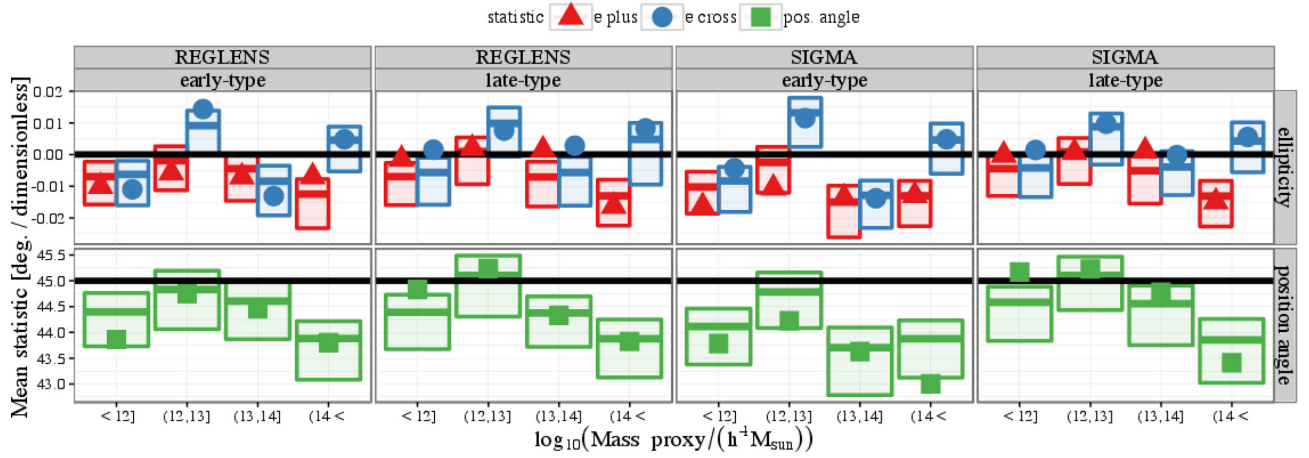 statistic e plus e cross pos. angle
REGLENS REGLENS SIGMA SIGMA
early-type late-type early-type late-type
Mean statistic [deg. / dimensionless]
0.02
0.01
0.00
-0.01
-0.02
ellipticity
45.5
45.0
44.5
44.0
43.5
43.0
position angle
< 12] (12,13] (13,14] (14 < < 12] (12,13] (13,14] (14 < < 12] (12,13] (13,14] (14 < < 12] (12,13] (13,14] (14 <
log10(Mass proxy/(h-1Msun))